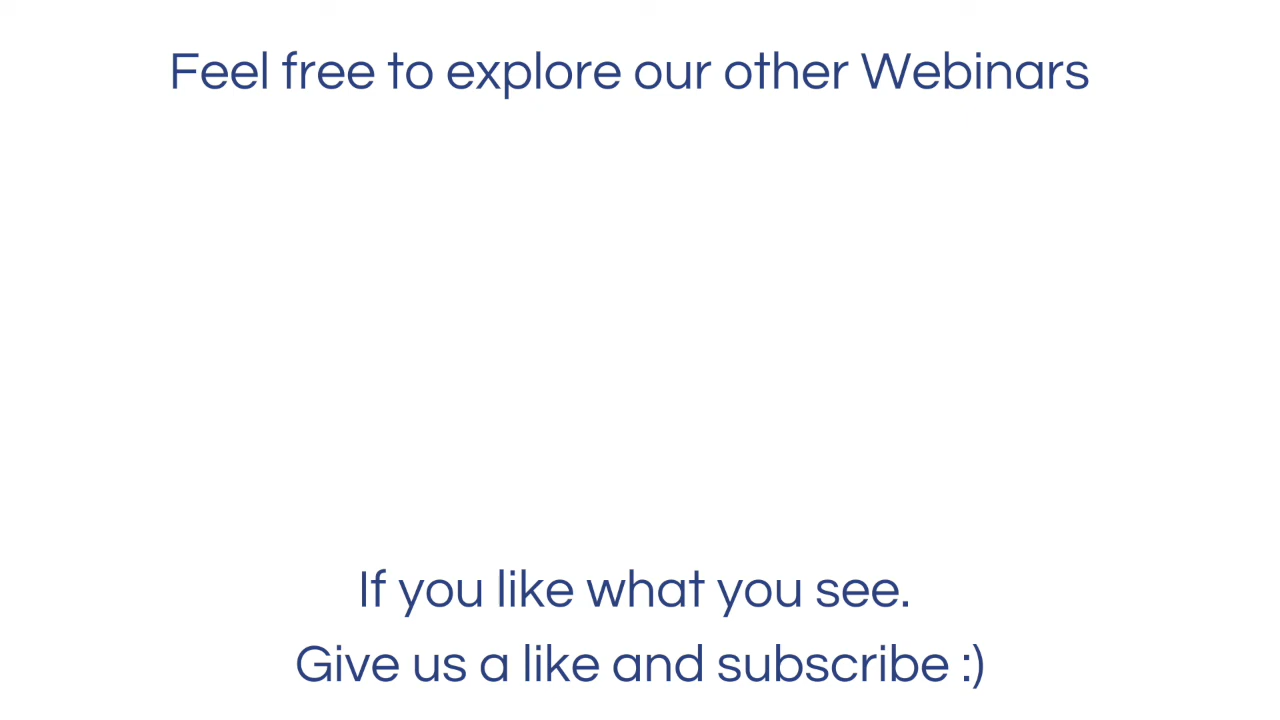 Feel free to explore our other Webinars
If you like what you see.
Give us a like and subscribe :)